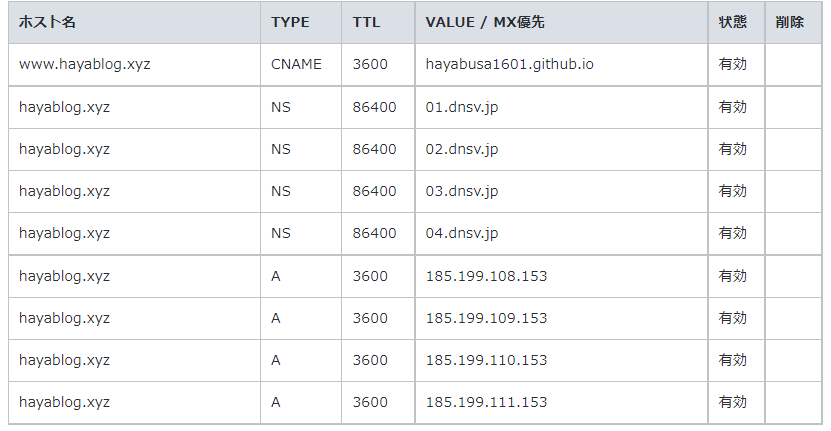 ホスト名 TYPE TTL VALUE / MX優先 状態 削除
www.hayablog.xyz CNAME 3600 hayabusa1601.github.io 有効
hayablog.xyz NS 86400 01.dnsv.jp 有効
hayablog.xyz NS 86400 02.dnsv.jp 有効
hayablog.xyz NS 86400 03.dnsv.jp 有効
hayablog.xyz NS 86400 04.dnsv.jp 有効
hayablog.xyz A 3600 185.199.108.153 有効
hayablog.xyz A 3600 185.199.109.153 有効
hayablog.xyz A 3600 185.199.110.153 有効
hayablog.xyz A 3600 185.199.111.153 有効